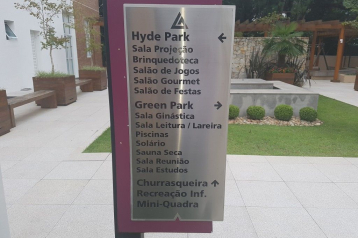 Hyde Park ←
Sala Projeção
Brinquedoteca
Salão de Jogos
Salão Gourmet
Salão de Festas
Green Park →
Sala Ginástica
Sala Leitura / Lareira
Piscinas
Solário
Sauna Seca
Sala Reunião
Sala Estudos
Churrasqueira ↑
Recreação Inf.
Mini-Quadra